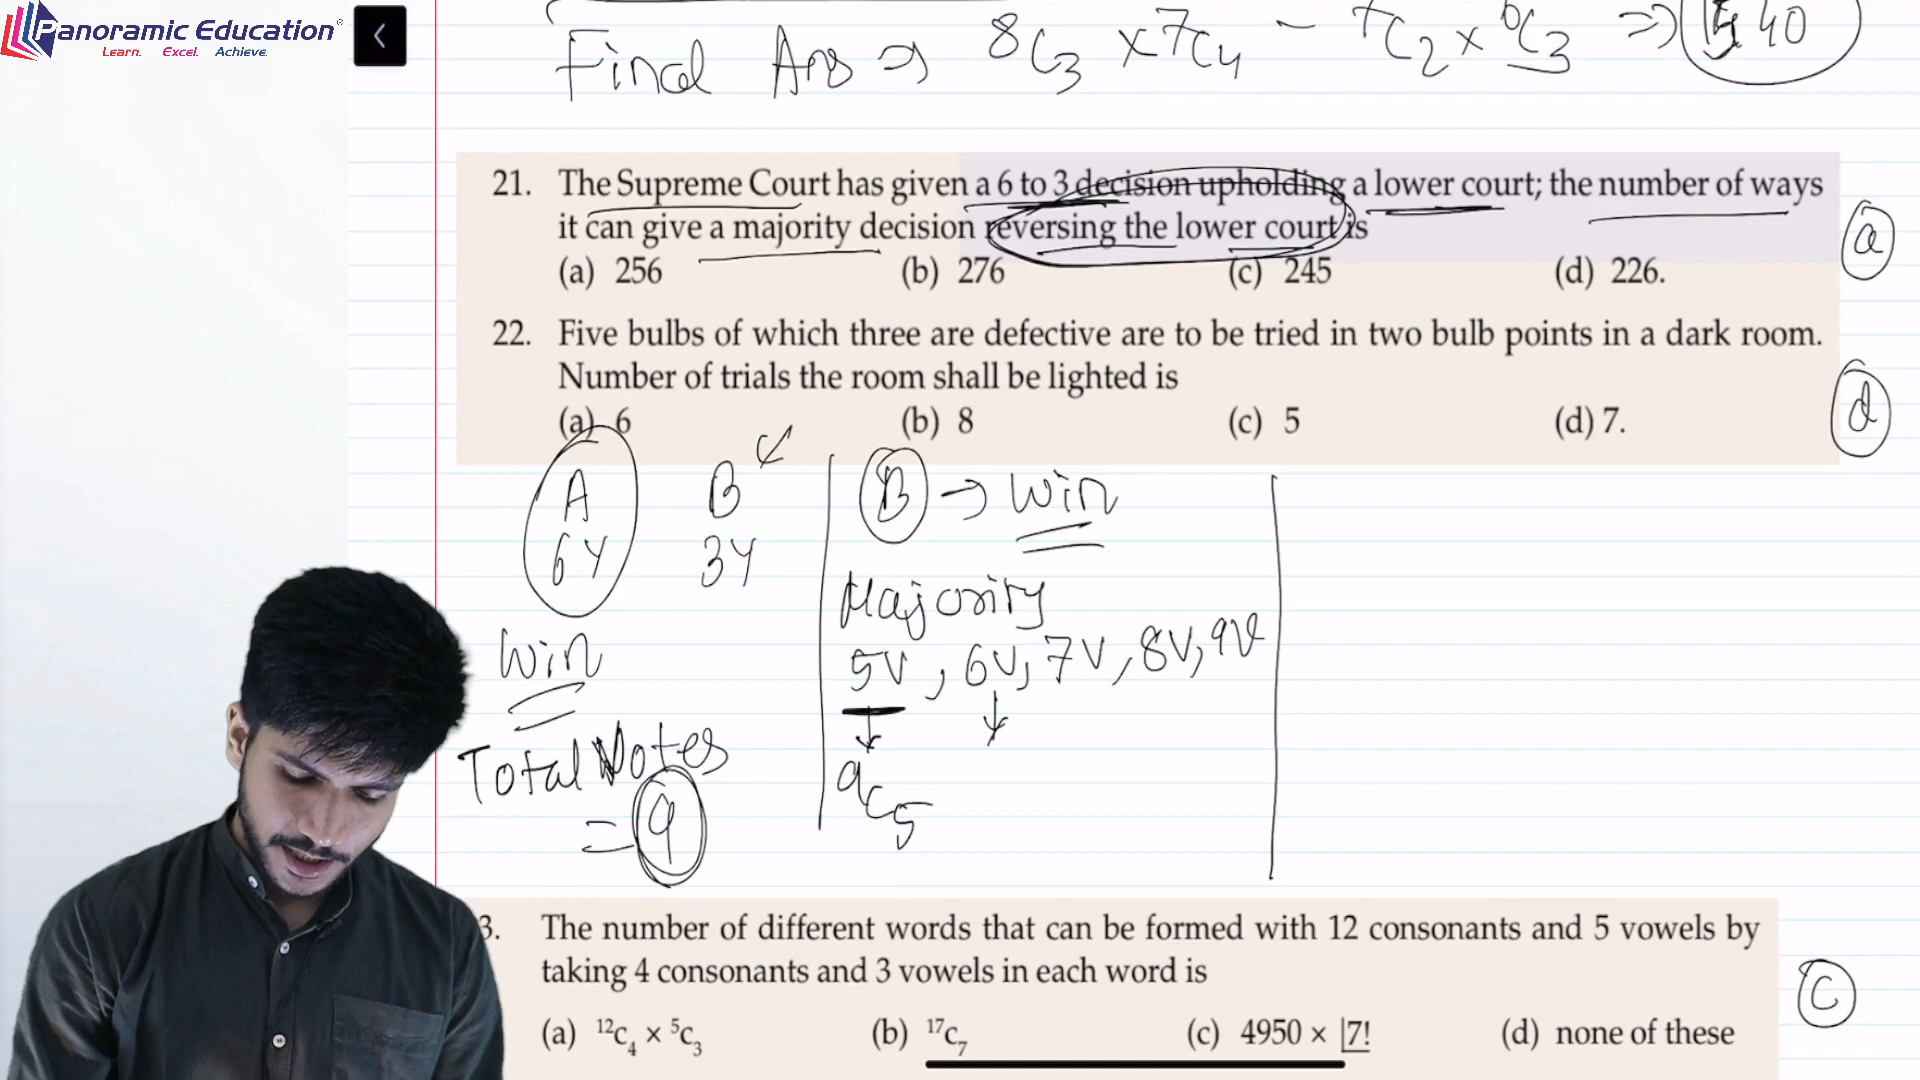 Panoramic Education®
Learn. Excel. Achieve.
Final Ans ⇒ ⁸C₃ × ⁷C₄ − ⁷C₂ × ⁶C₃ ⇒ 40
21. The Supreme Court has given a 6 to 3 decision upholding a lower court; the number of ways
it can give a majority decision reversing the lower court is
(a) 256 (b) 276 (c) 245 (d) 226.
a
22. Five bulbs of which three are defective are to be tried in two bulb points in a dark room.
Number of trials the room shall be lighted is
(a) 6 (b) 8 (c) 5 (d) 7.
d
A B
6V 3V
Win
Total Votes
= 9
B → Win
Majority
5V, 6V, 7V, 8V, 9V
⁹C₅
3. The number of different words that can be formed with 12 consonants and 5 vowels by
taking 4 consonants and 3 vowels in each word is
(a) ¹²c₄ × ⁵c₃ (b) ¹⁷c₇ (c) 4950 × |7! (d) none of these
C